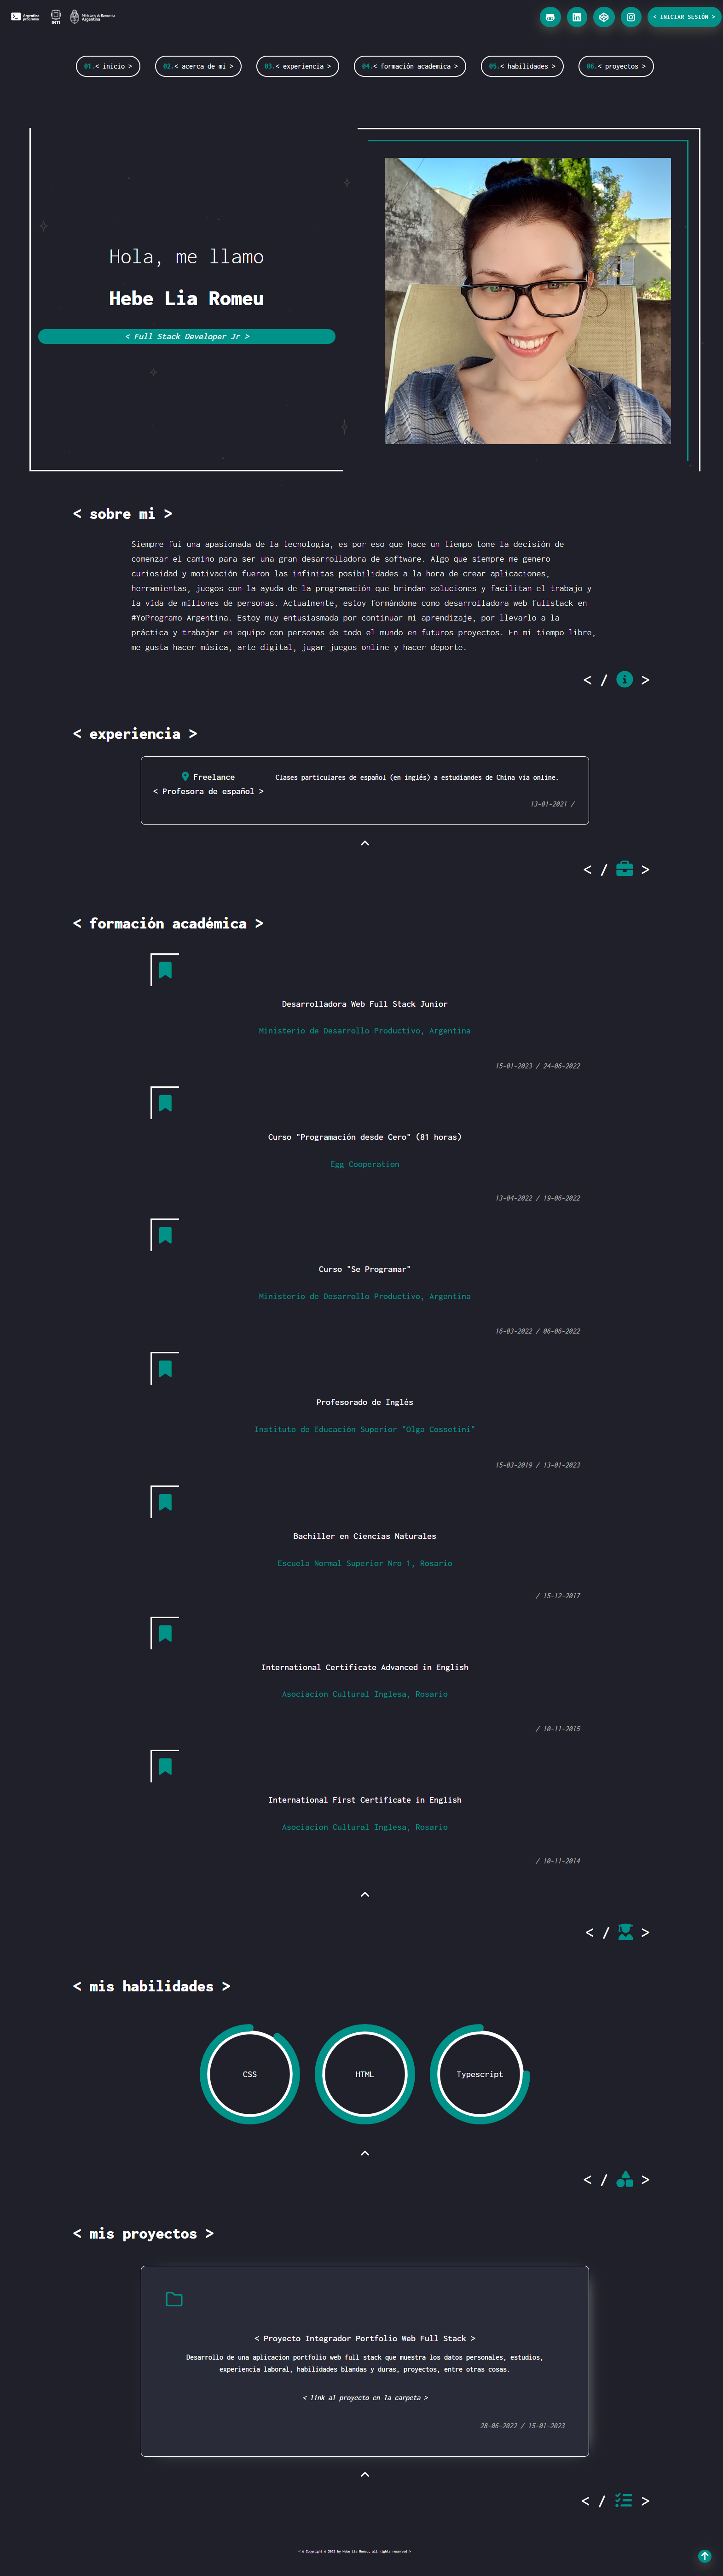 Argentina
programa
INTI
Ministerio de Economía
Argentina
< INICIAR SESIÓN >
01.< inicio >
02.< acerca de mi >
03.< experiencia >
04.< formación academica >
05.< habilidades >
06.< proyectos >
Hola, me llamo
Hebe Lia Romeu
< Full Stack Developer Jr >
< sobre mi >
Siempre fui una apasionada de la tecnología, es por eso que hace un tiempo tome la decisión de
comenzar el camino para ser una gran desarrolladora de software. Algo que siempre me genero
curiosidad y motivación fueron las infinitas posibilidades a la hora de crear aplicaciones,
herramientas, juegos con la ayuda de la programación que brindan soluciones y facilitan el trabajo y
la vida de millones de personas. Actualmente, estoy formándome como desarrolladora web fullstack en
#YoProgramo Argentina. Estoy muy entusiasmada por continuar mi aprendizaje, por llevarlo a la
práctica y trabajar en equipo con personas de todo el mundo en futuros proyectos. En mi tiempo libre,
me gusta hacer música, arte digital, jugar juegos online y hacer deporte.
< / >
< experiencia >
Freelance
< Profesora de español >
Clases particulares de español (en inglés) a estudiandes de China via online.
13-01-2021 /
< / >
< formación académica >
Desarrolladora Web Full Stack Junior
Ministerio de Desarrollo Productivo, Argentina
15-01-2023 / 24-06-2022
Curso "Programación desde Cero" (81 horas)
Egg Cooperation
13-04-2022 / 19-06-2022
Curso "Se Programar"
Ministerio de Desarrollo Productivo, Argentina
16-03-2022 / 06-06-2022
Profesorado de Inglés
Instituto de Educación Superior "Olga Cossetini"
15-03-2019 / 13-01-2023
Bachiller en Ciencias Naturales
Escuela Normal Superior Nro 1, Rosario
/ 15-12-2017
International Certificate Advanced in English
Asociacion Cultural Inglesa, Rosario
/ 10-11-2015
International First Certificate in English
Asociacion Cultural Inglesa, Rosario
/ 10-11-2014
< / >
< mis habilidades >
CSS
HTML
Typescript
< / >
< mis proyectos >
< Proyecto Integrador Portfolio Web Full Stack >
Desarrollo de una aplicacion portfolio web full stack que muestra los datos personales, estudios,
experiencia laboral, habilidades blandas y duras, proyectos, entre otras cosas.
< link al proyecto en la carpeta >
28-06-2022 / 15-01-2023
< / >
< © Copyright © 2022 by Hebe Lia Romeu, all rights reserved >